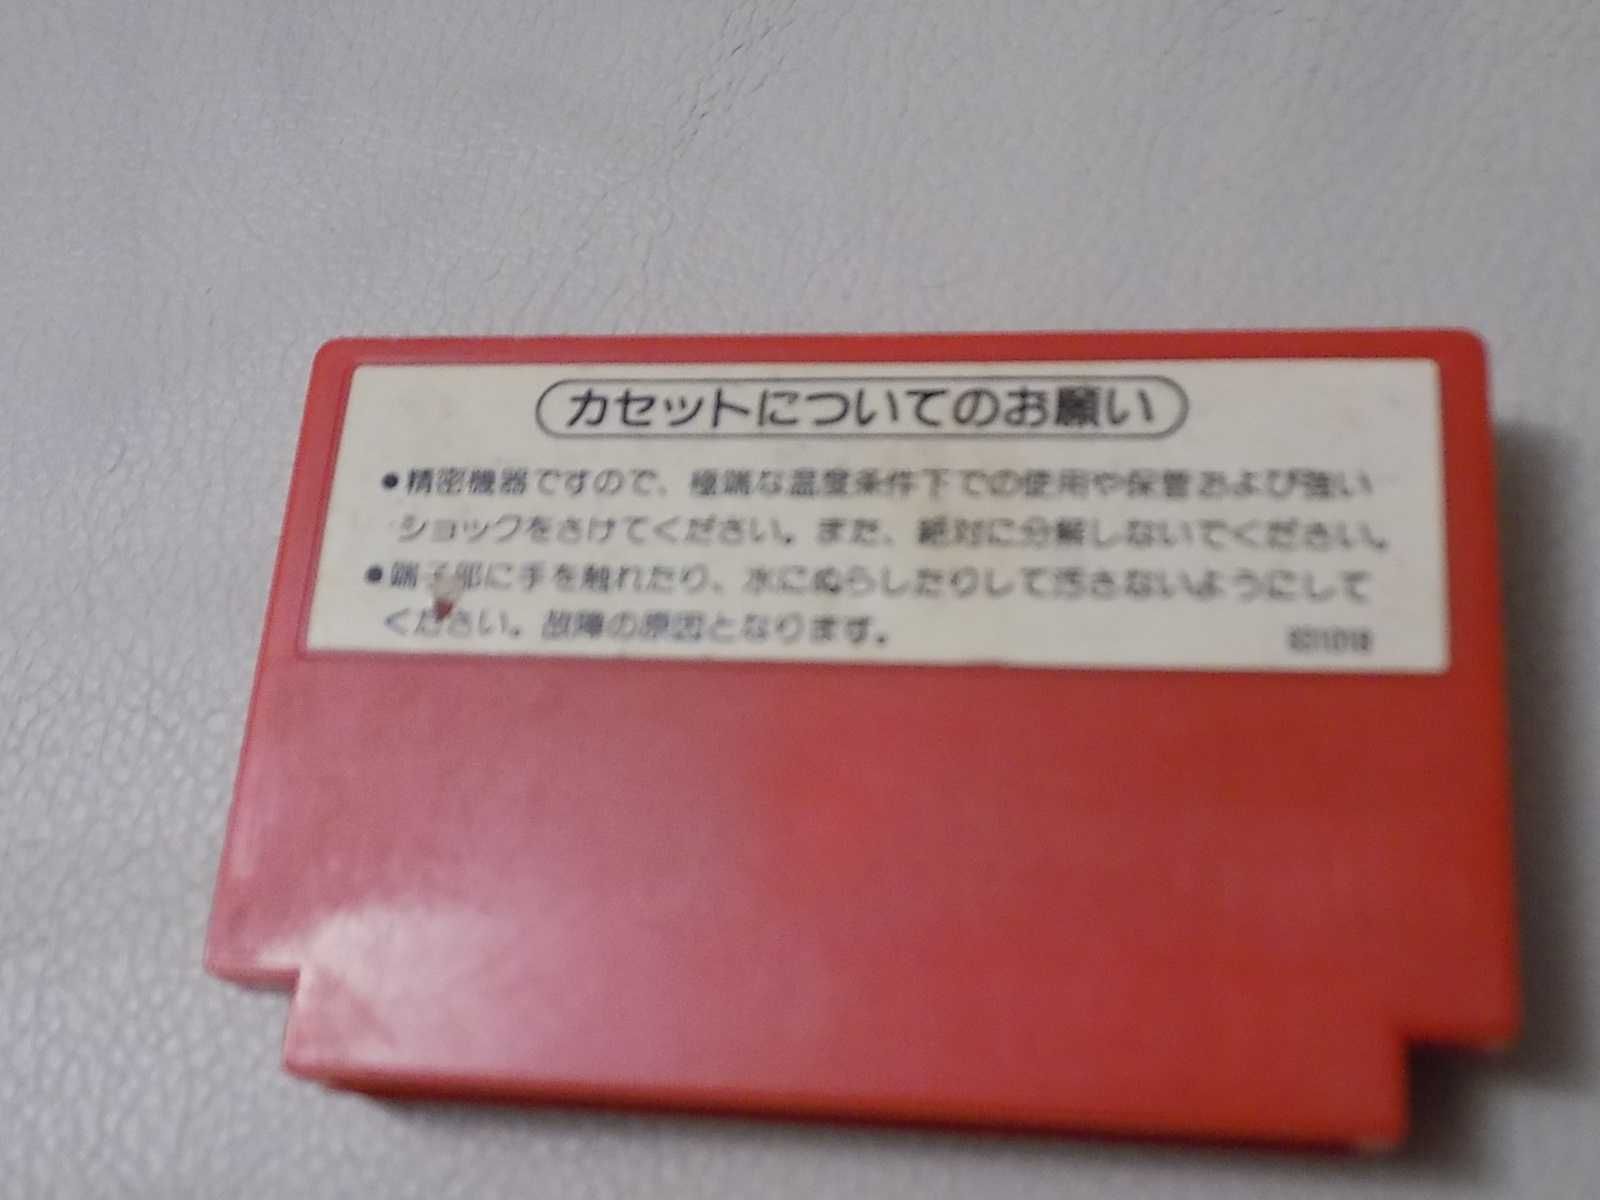 カセットについてのお願い
●精密機器ですので、極端な温度条件下での使用や保管および強い
ショックをさけてください。また、絶対に分解しないでください。
●端子部に手を触れたり、水にぬらしたりして汚さないようにして
ください。故障の原因となります。